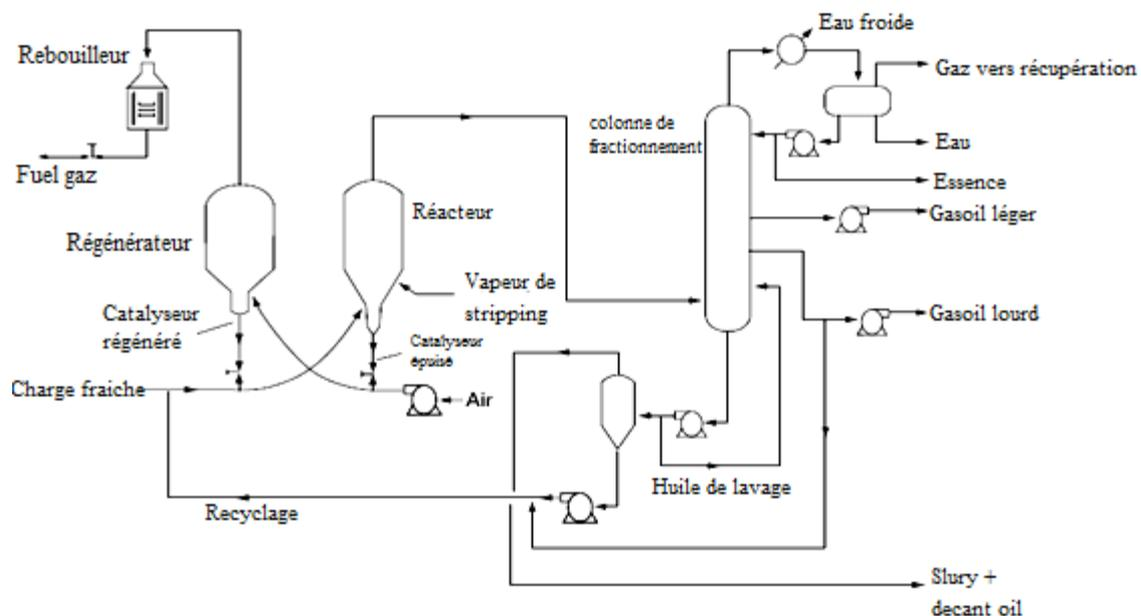 Eau froide
Rebouilleur
Gaz vers récupération
colonne de
fractionnement
Eau
Fuel gaz
Essence
Réacteur
Gasoil léger
Régénérateur
Vapeur de
stripping
Catalyseur
régénéré
Gasoil lourd
Catalyseur
épuisé
Charge fraiche
Air
Huile de lavage
Recyclage
Slury +
decant oil